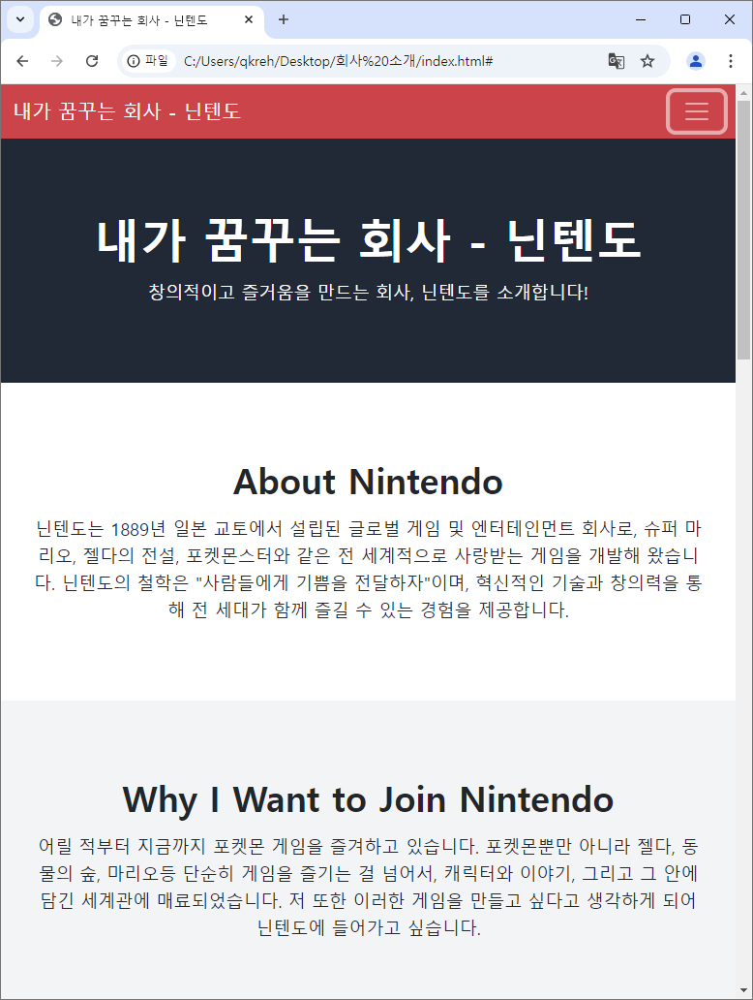 내가 꿈꾸는 회사 - 닌텐도
파일
C:/Users/qkreh/Desktop/회사%20소개/index.html#
내가 꿈꾸는 회사 - 닌텐도
내가 꿈꾸는 회사 - 닌텐도
창의적이고 즐거움을 만드는 회사, 닌텐도를 소개합니다!
About Nintendo
닌텐도는 1889년 일본 교토에서 설립된 글로벌 게임 및 엔터테인먼트 회사로, 슈퍼 마
리오, 젤다의 전설, 포켓몬스터와 같은 전 세계적으로 사랑받는 게임을 개발해 왔습니
다. 닌텐도의 철학은 "사람들에게 기쁨을 전달하자"이며, 혁신적인 기술과 창의력을 통
해 전 세대가 함께 즐길 수 있는 경험을 제공합니다.
Why I Want to Join Nintendo
어릴 적부터 지금까지 포켓몬 게임을 즐겨하고 있습니다. 포켓몬뿐만 아니라 젤다, 동
물의 숲, 마리오등 단순히 게임을 즐기는 걸 넘어서, 캐릭터와 이야기, 그리고 그 안에
담긴 세계관에 매료되었습니다. 저 또한 이러한 게임을 만들고 싶다고 생각하게 되어
닌텐도에 들어가고 싶습니다.